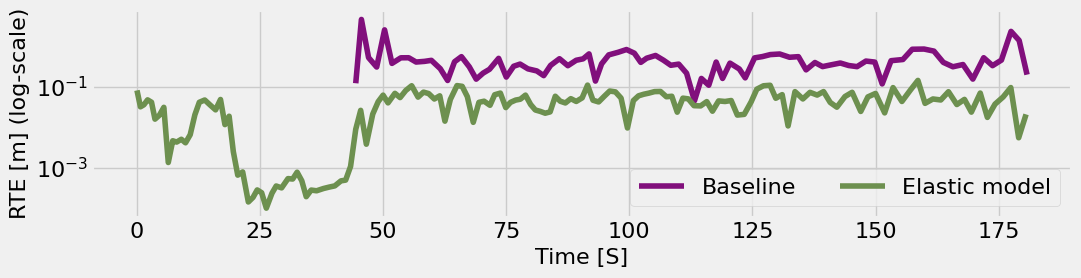 RTE [m] (log-scale)
10⁻¹
10⁻³
Baseline
Elastic model
0 25 50 75 100 125 150 175
Time [S]